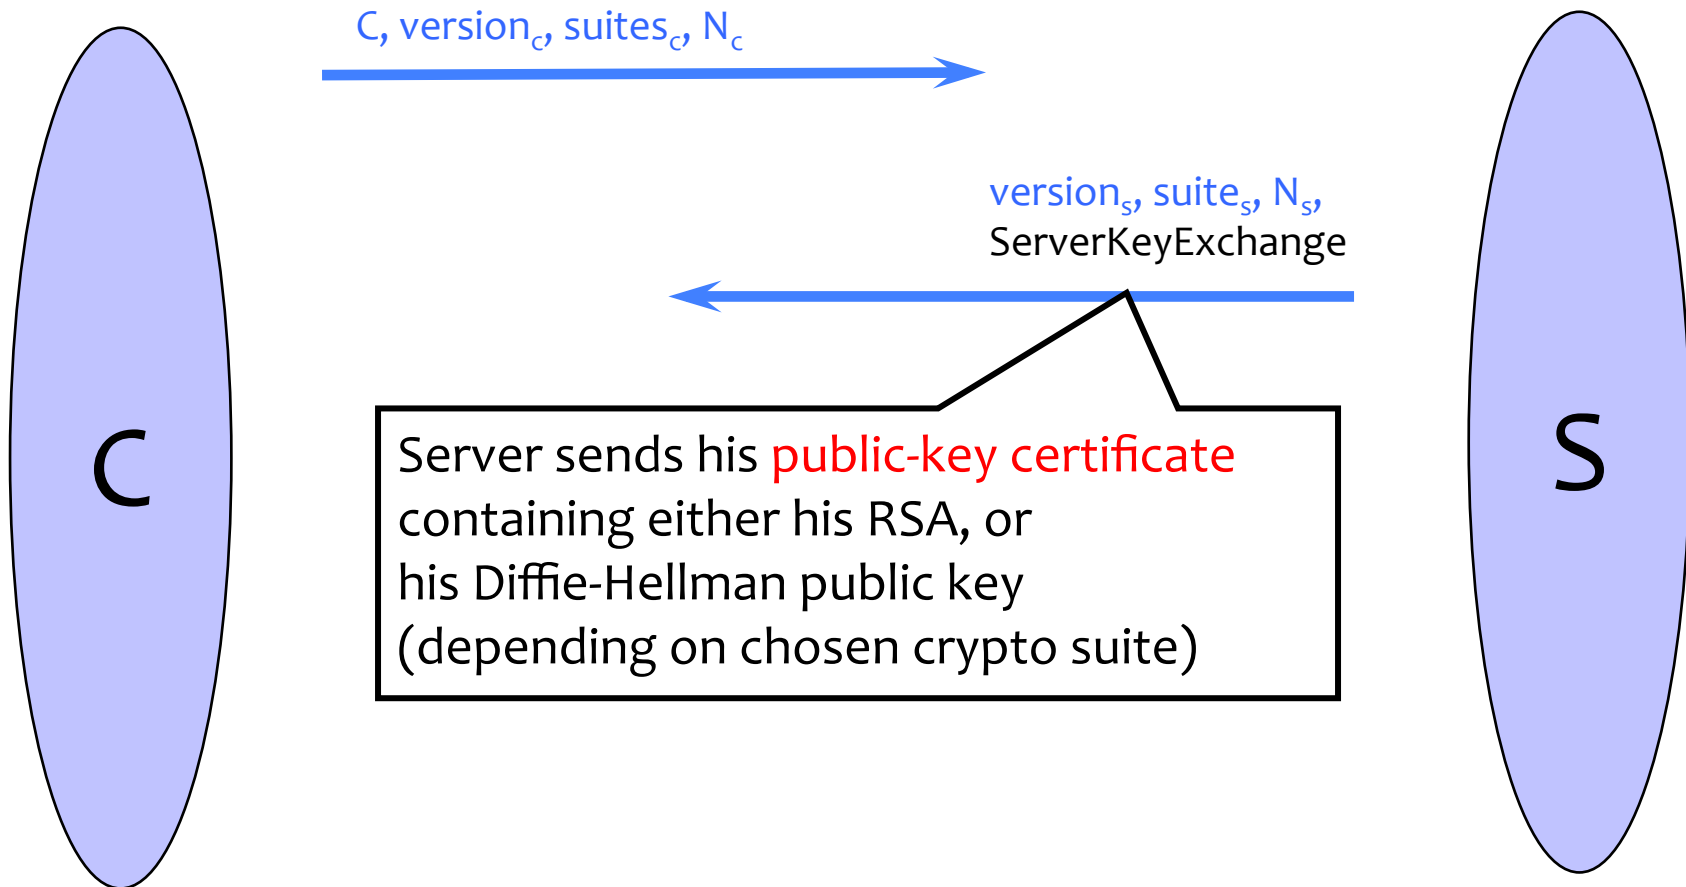 C, version_c, suites_c, N_c
version_s, suite_s, N_s,
ServerKeyExchange
C
S
Server sends his public-key certificate
containing either his RSA, or
his Diffie-Hellman public key
(depending on chosen crypto suite)